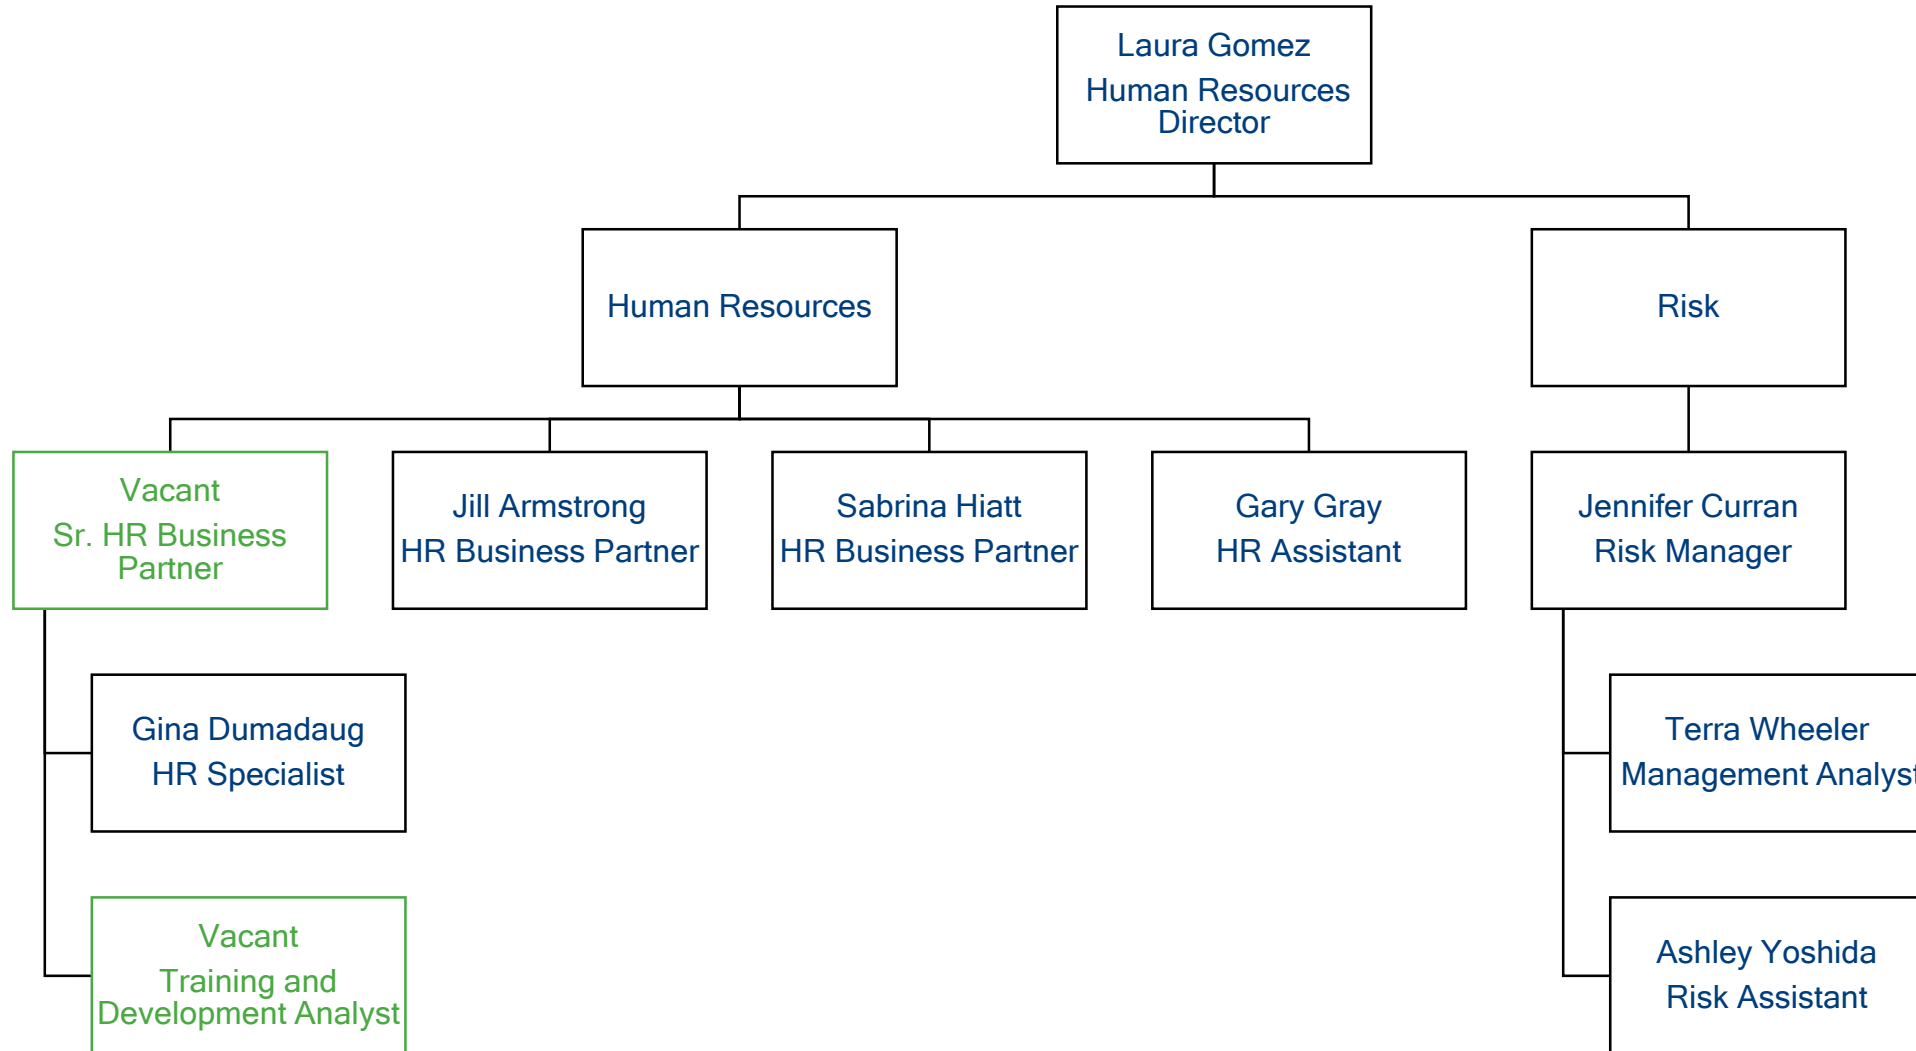 Laura Gomez
Human Resources
Director
Human Resources
Risk
Vacant
Sr. HR Business
Partner
Jill Armstrong
HR Business Partner
Sabrina Hiatt
HR Business Partner
Gary Gray
HR Assistant
Jennifer Curran
Risk Manager
Gina Dumadaug
HR Specialist
Terra Wheeler
Management Analyst
Vacant
Training and
Development Analyst
Ashley Yoshida
Risk Assistant